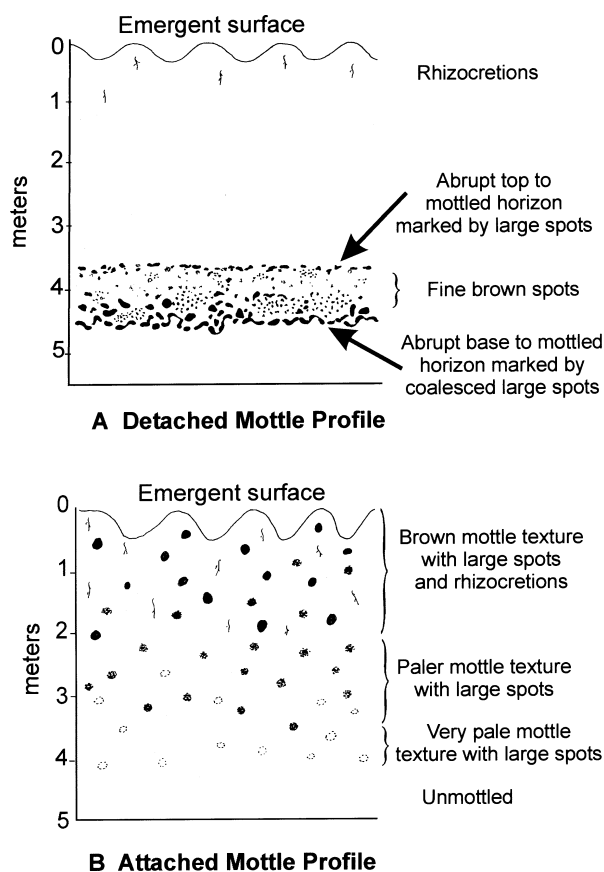 Emergent surface
0
Rhizocretions
1
2
Abrupt top to
mottled horizon
marked by large spots
3
meters
4
Fine brown spots
Abrupt base to mottled
horizon marked by
coalesced large spots
5
A Detached Mottle Profile
Emergent surface
0
Brown mottle texture
with large spots
and rhizocretions
1
2
meters
Paler mottle texture
with large spots
3
Very pale mottle
texture with large spots
4
Unmottled
5
B Attached Mottle Profile